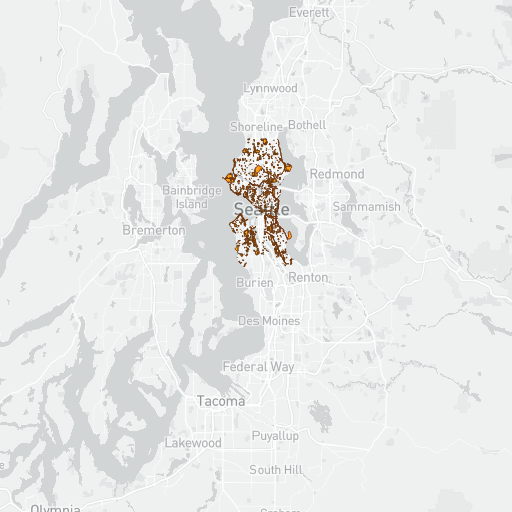 Everett
Lynnwood
Shoreline
Bothell
Redmond
Bainbridge
Island
Sammamish
Seattle
Bremerton
Renton
Burien
Des Moines
Federal Way
Tacoma
Lakewood
Puyallup
South Hill
Olympia